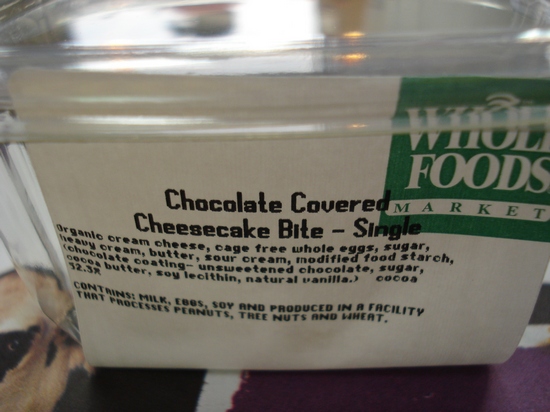 WHOLE
FOODS
MARKET
Chocolate Covered
Cheesecake Bite - Single
Organic cream cheese, cage free whole eggs, sugar,
heavy cream, butter, sour cream, modified food starch,
(chocolate coating- unsweetened chocolate, sugar,
cocoa butter, soy lecithin, natural vanilla.) cocoa
52.5%
CONTAINS: MILK, EGGS, SOY AND PRODUCED IN A FACILITY
THAT PROCESSES PEANUTS, TREE NUTS AND WHEAT.